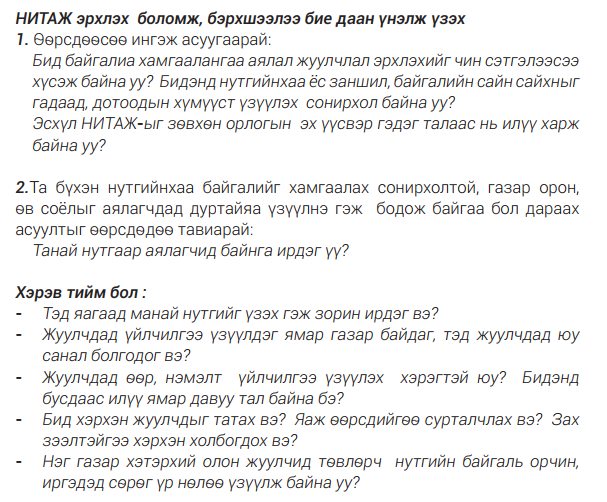 НИТАЖ эрхлэх боломж, бэрхшээлээ бие даан үнэлж үзэх
1. Өөрсдөөсөө ингэж асуугаарай:
Бид байгалиа хамгаалангаа аялал жуулчлал эрхлэхийг чин сэтгэлээсээ
хүсэж байна уу? Бидэнд нутгийнхаа ёс заншил, байгалийн сайн сайхныг
гадаад, дотоодын хүмүүст үзүүлэх сонирхол байна уу?
Эсхүл НИТАЖ-ыг зөвхөн орлогын эх үүсвэр гэдэг талаас нь илүү харж
байна уу?
2.Та бүхэн нутгийнхаа байгалийг хамгаалах сонирхолтой, газар орон,
өв соёлыг аялагчдад дуртайяа үзүүлнэ гэж бодож байгаа бол дараах
асуултыг өөрсдөдөө тавиарай:
Танай нутгаар аялагчид байнга ирдэг үү?
Хэрэв тийм бол :
- Тэд яагаад манай нутгийг үзэх гэж зорин ирдэг вэ?
- Жуулчдад үйлчилгээ үзүүлдэг ямар газар байдаг, тэд жуулчдад юу
санал болгодог вэ?
- Жуулчдад өөр, нэмэлт үйлчилгээ үзүүлэх хэрэгтэй юу? Бидэнд
бусдаас илүү ямар давуу тал байна бэ?
- Бид хэрхэн жуулчдыг татах вэ? Яаж өөрсдийгөө сурталчлах вэ? Зах
зээлтэйгээ хэрхэн холбогдох вэ?
- Нэг газар хэтэрхий олон жуулчид төвлөрч нутгийн байгаль орчин,
иргэдэд сөрөг үр нөлөө үзүүлж байна уу?